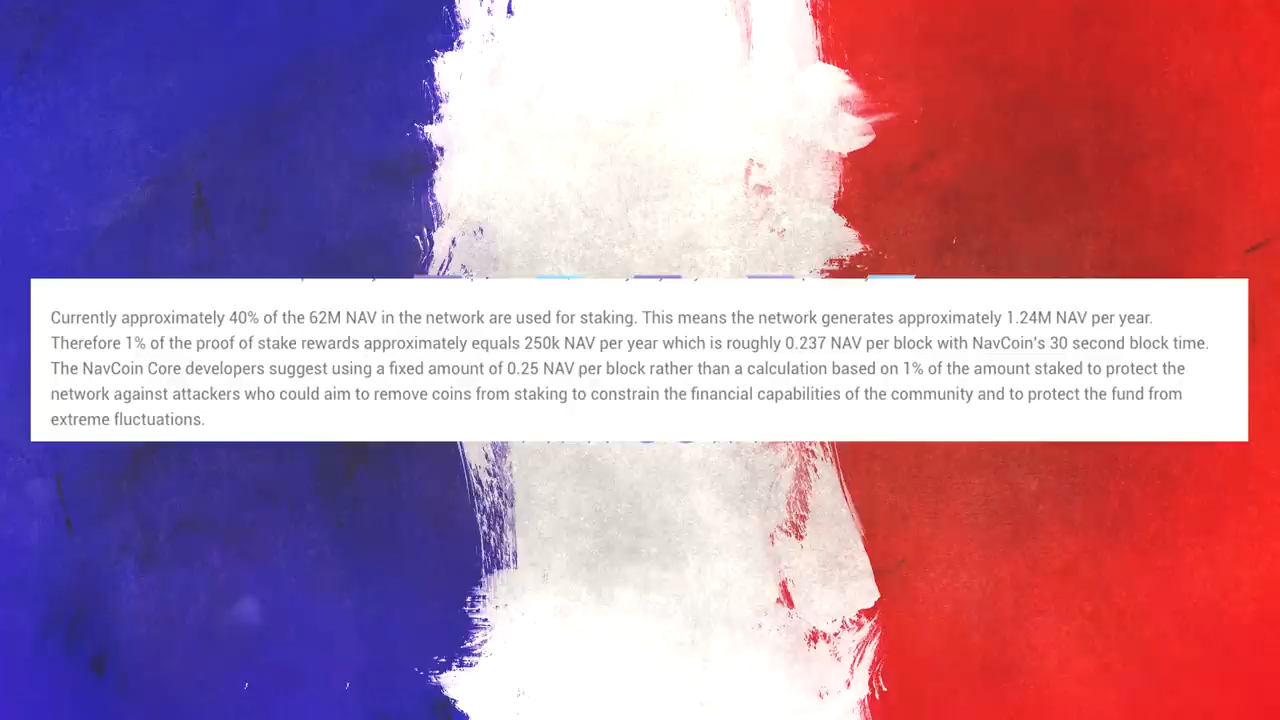 Currently approximately 40% of the 62M NAV in the network are used for staking. This means the network generates approximately 1.24M NAV per year.
Therefore 1% of the proof of stake rewards approximately equals 250k NAV per year which is roughly 0.237 NAV per block with NavCoin's 30 second block time.
The NavCoin Core developers suggest using a fixed amount of 0.25 NAV per block rather than a calculation based on 1% of the amount staked to protect the
network against attackers who could aim to remove coins from staking to constrain the financial capabilities of the community and to protect the fund from
extreme fluctuations.